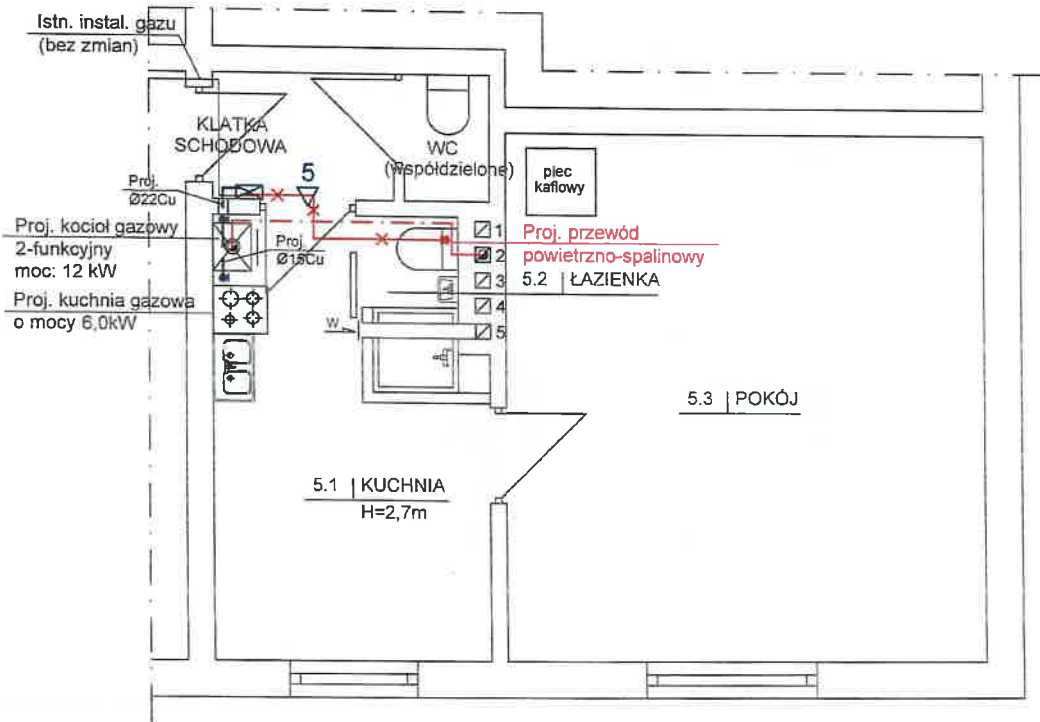 Istn. instal. gazu
(bez zmian)
KLATKA
SCHODOWA
WC
(współdzielone)
piec
kaflowy
5
Proj.
Ø22Cu
Proj. kocioł gazowy
2-funkcyjny
moc: 12 kW
Proj.
Ø15Cu
1
Proj. przewód
2
powietrzno-spalinowy
3
5.2 ŁAZIENKA
4
Proj. kuchnia gazowa
o mocy 6,0kW
W
5
5.3 POKÓJ
5.1 KUCHNIA
H=2,7m